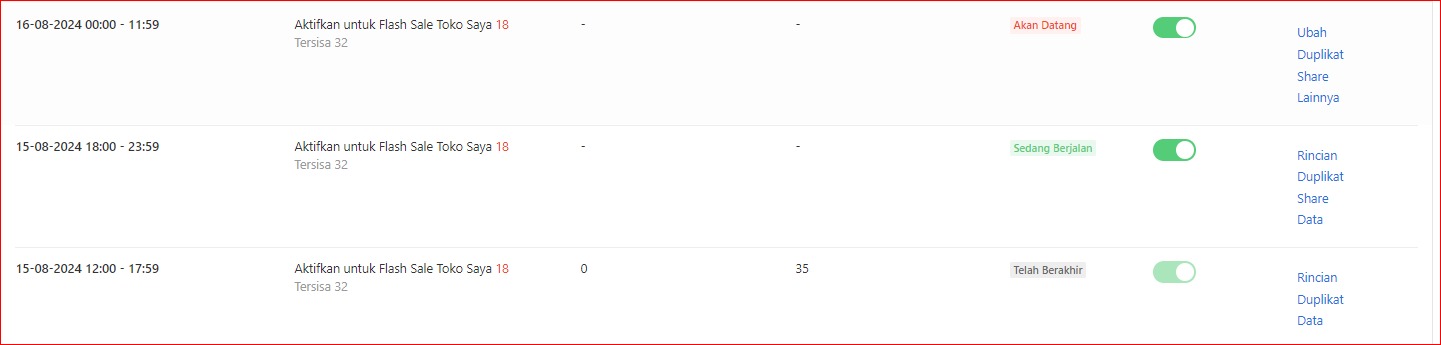 16-08-2024 00:00 - 11:59 Aktifkan untuk Flash Sale Toko Saya 18 - - Akan Datang
Tersisa 32
Ubah
Duplikat
Share
Lainnya
15-08-2024 18:00 - 23:59 Aktifkan untuk Flash Sale Toko Saya 18 - - Sedang Berjalan
Tersisa 32
Rincian
Duplikat
Share
Data
15-08-2024 12:00 - 17:59 Aktifkan untuk Flash Sale Toko Saya 18 0 35 Telah Berakhir
Tersisa 32
Rincian
Duplikat
Data